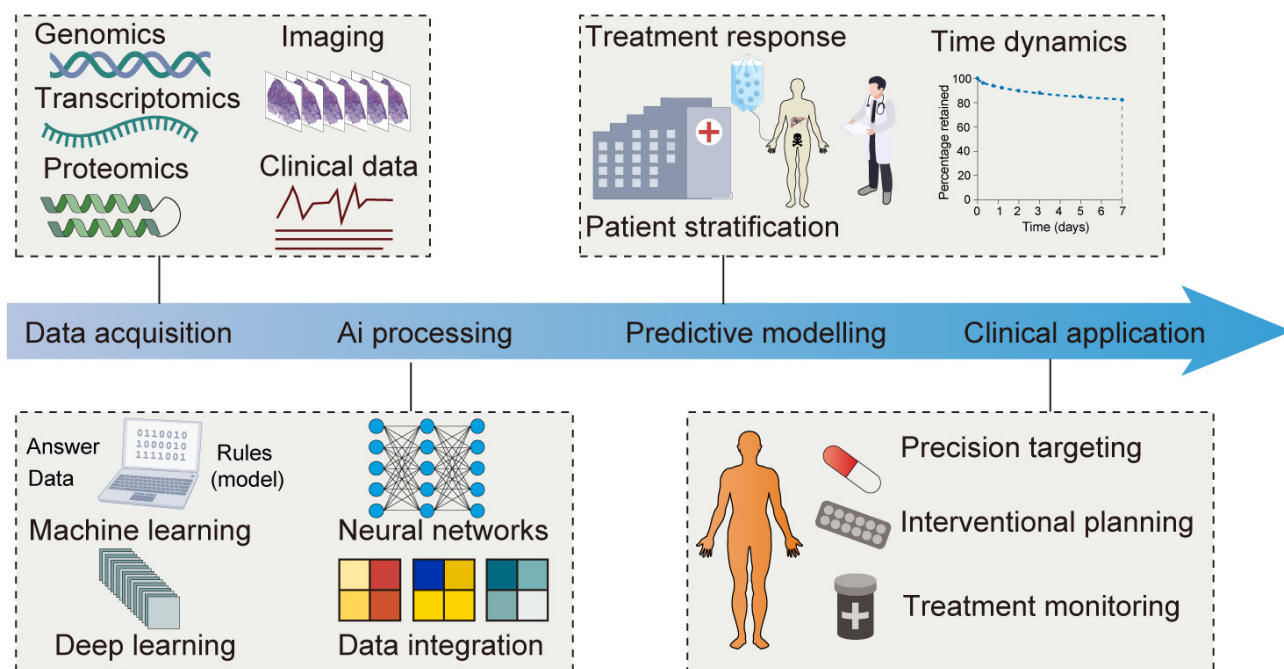 Genomics
Imaging
Transcriptomics
Proteomics
Clinical data
Treatment response
Time dynamics
Patient stratification
Percentage retained
100
80
60
40
20
0
0 1 2 3 4 5 6 7
Time (days)
Data acquisition
Ai processing
Predictive modelling
Clinical application
Answer
Data
0110010
1000010
1111001
Rules
(model)
Machine learning
Neural networks
Deep learning
Data integration
Precision targeting
Interventional planning
Treatment monitoring